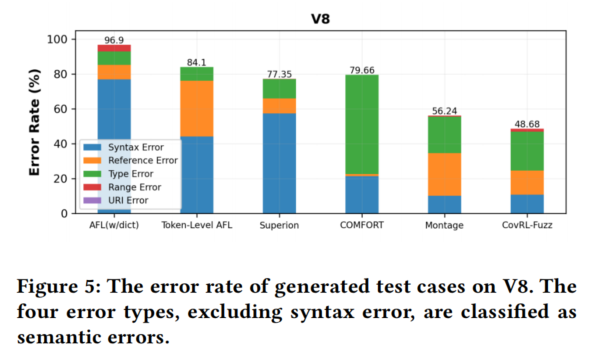 V8
Error Rate (%)
100
80
60
40
20
0
96.9
84.1
77.35
79.66
56.24
48.68
Syntax Error
Reference Error
Type Error
Range Error
URI Error
AFL(w/dict)
Token-Level AFL
Superion
COMFORT
Montage
CovRL-Fuzz
Figure 5: The error rate of generated test cases on V8. The
four error types, excluding syntax error, are classified as
semantic errors.